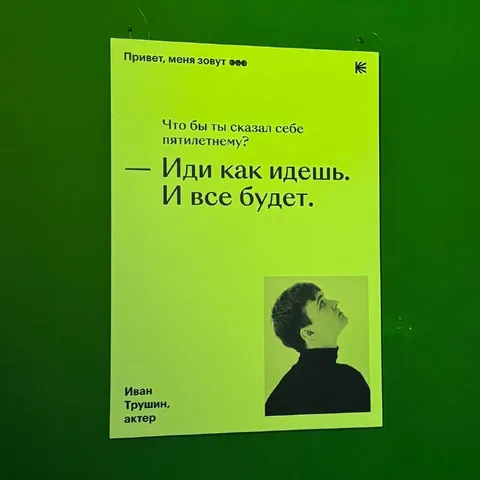 Привет, меня зовут
Что бы ты сказал себе
пятилетнему?
— Иди как идешь.
И все будет.
Иван
Трушин,
актер